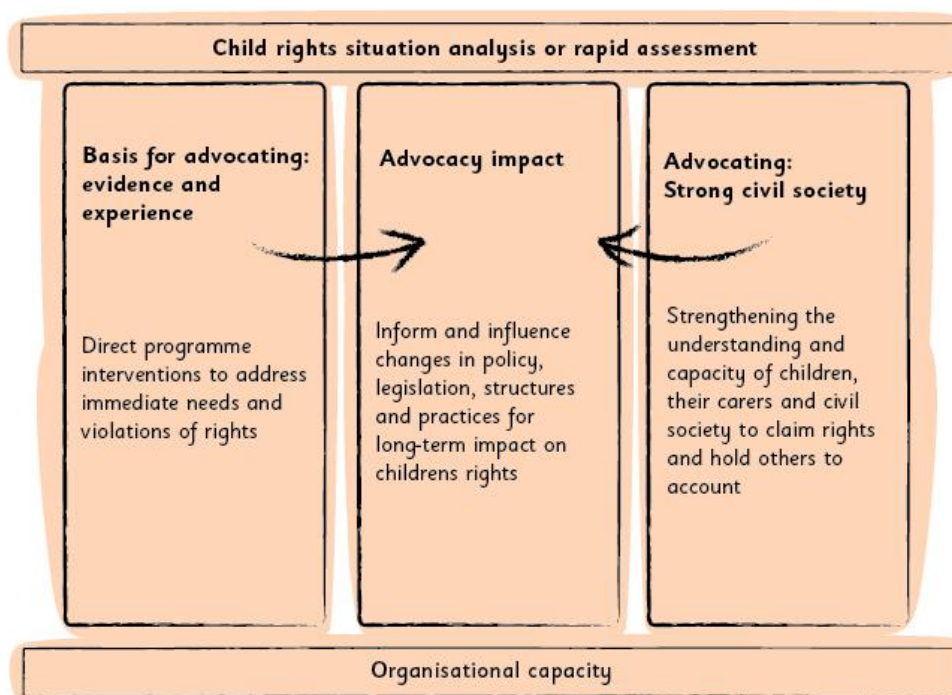 Child rights situation analysis or rapid assessment
Basis for advocating:
evidence and
experience
Direct programme
interventions to address
immediate needs and
violations of rights
Advocacy impact
Inform and influence
changes in policy,
legislation, structures
and practices for
long-term impact on
childrens rights
Advocating:
Strong civil society
Strengthening the
understanding and
capacity of children,
their carers and civil
society to claim rights
and hold others to
account
Organisational capacity